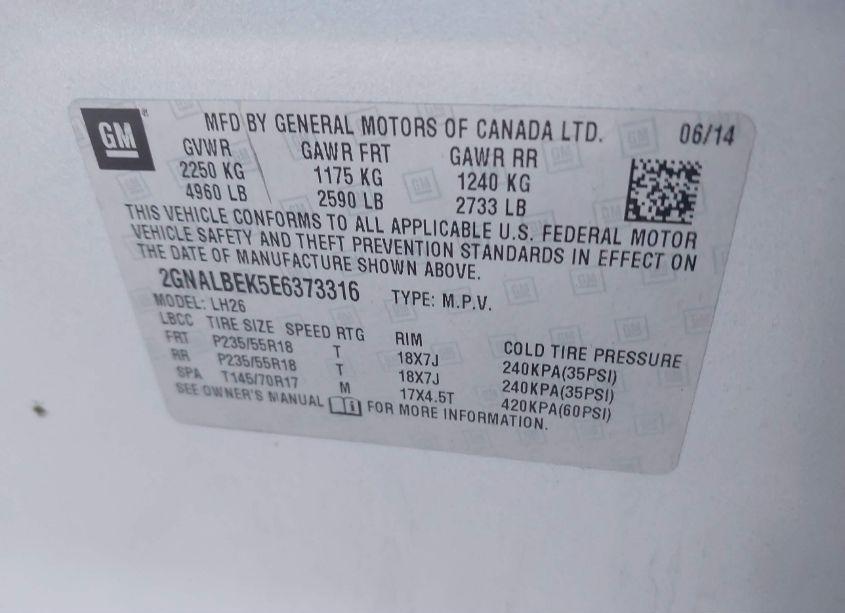 GM MFD BY GENERAL MOTORS OF CANADA LTD. 06/14
GVWR GAWR FRT GAWR RR
2250 KG 1175 KG 1240 KG
4960 LB 2590 LB 2733 LB
THIS VEHICLE CONFORMS TO ALL APPLICABLE U.S. FEDERAL MOTOR
VEHICLE SAFETY AND THEFT PREVENTION STANDARDS IN EFFECT ON
THE DATE OF MANUFACTURE SHOWN ABOVE.
2GNALBEK5E6373316 TYPE: M.P.V.
MODEL: LH26
LBCC TIRE SIZE SPEED RTG RIM COLD TIRE PRESSURE
FRT P235/55R18 T 18X7J 240KPA(35PSI)
RR P235/55R18 T 18X7J 240KPA(35PSI)
SPA T145/70R17 M 17X4.5T 420KPA(60PSI)
SEE OWNER'S MANUAL FOR MORE INFORMATION.